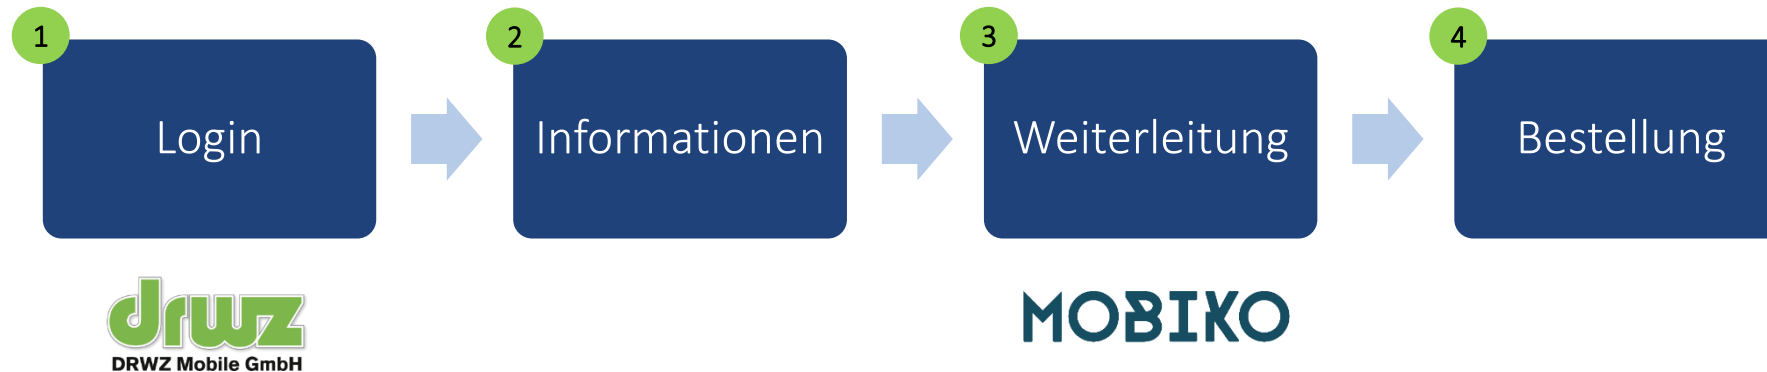 1
Login
2
Informationen
3
Weiterleitung
4
Bestellung
drwz
DRWZ Mobile GmbH
MOBIKO